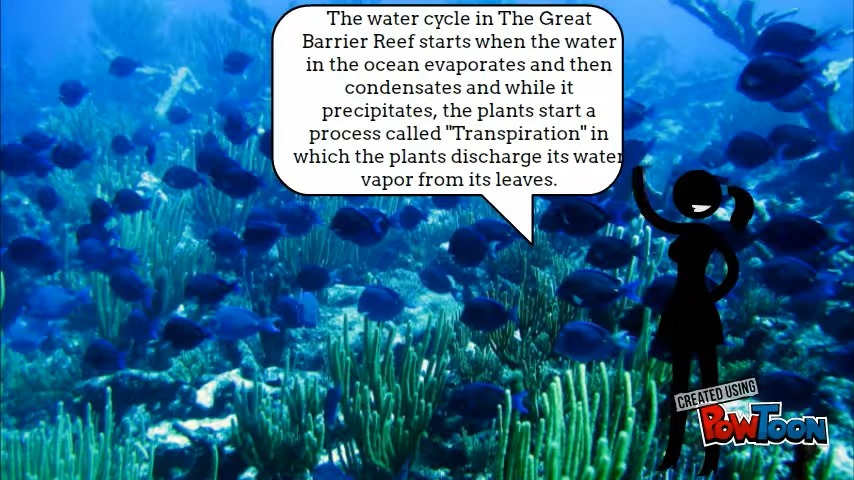 The water cycle in The Great
Barrier Reef starts when the water
in the ocean evaporates and then
condensates and while it
precipitates, the plants start a
process called "Transpiration" in
which the plants discharge its water
vapor from its leaves.
CREATED USING
POWTOON